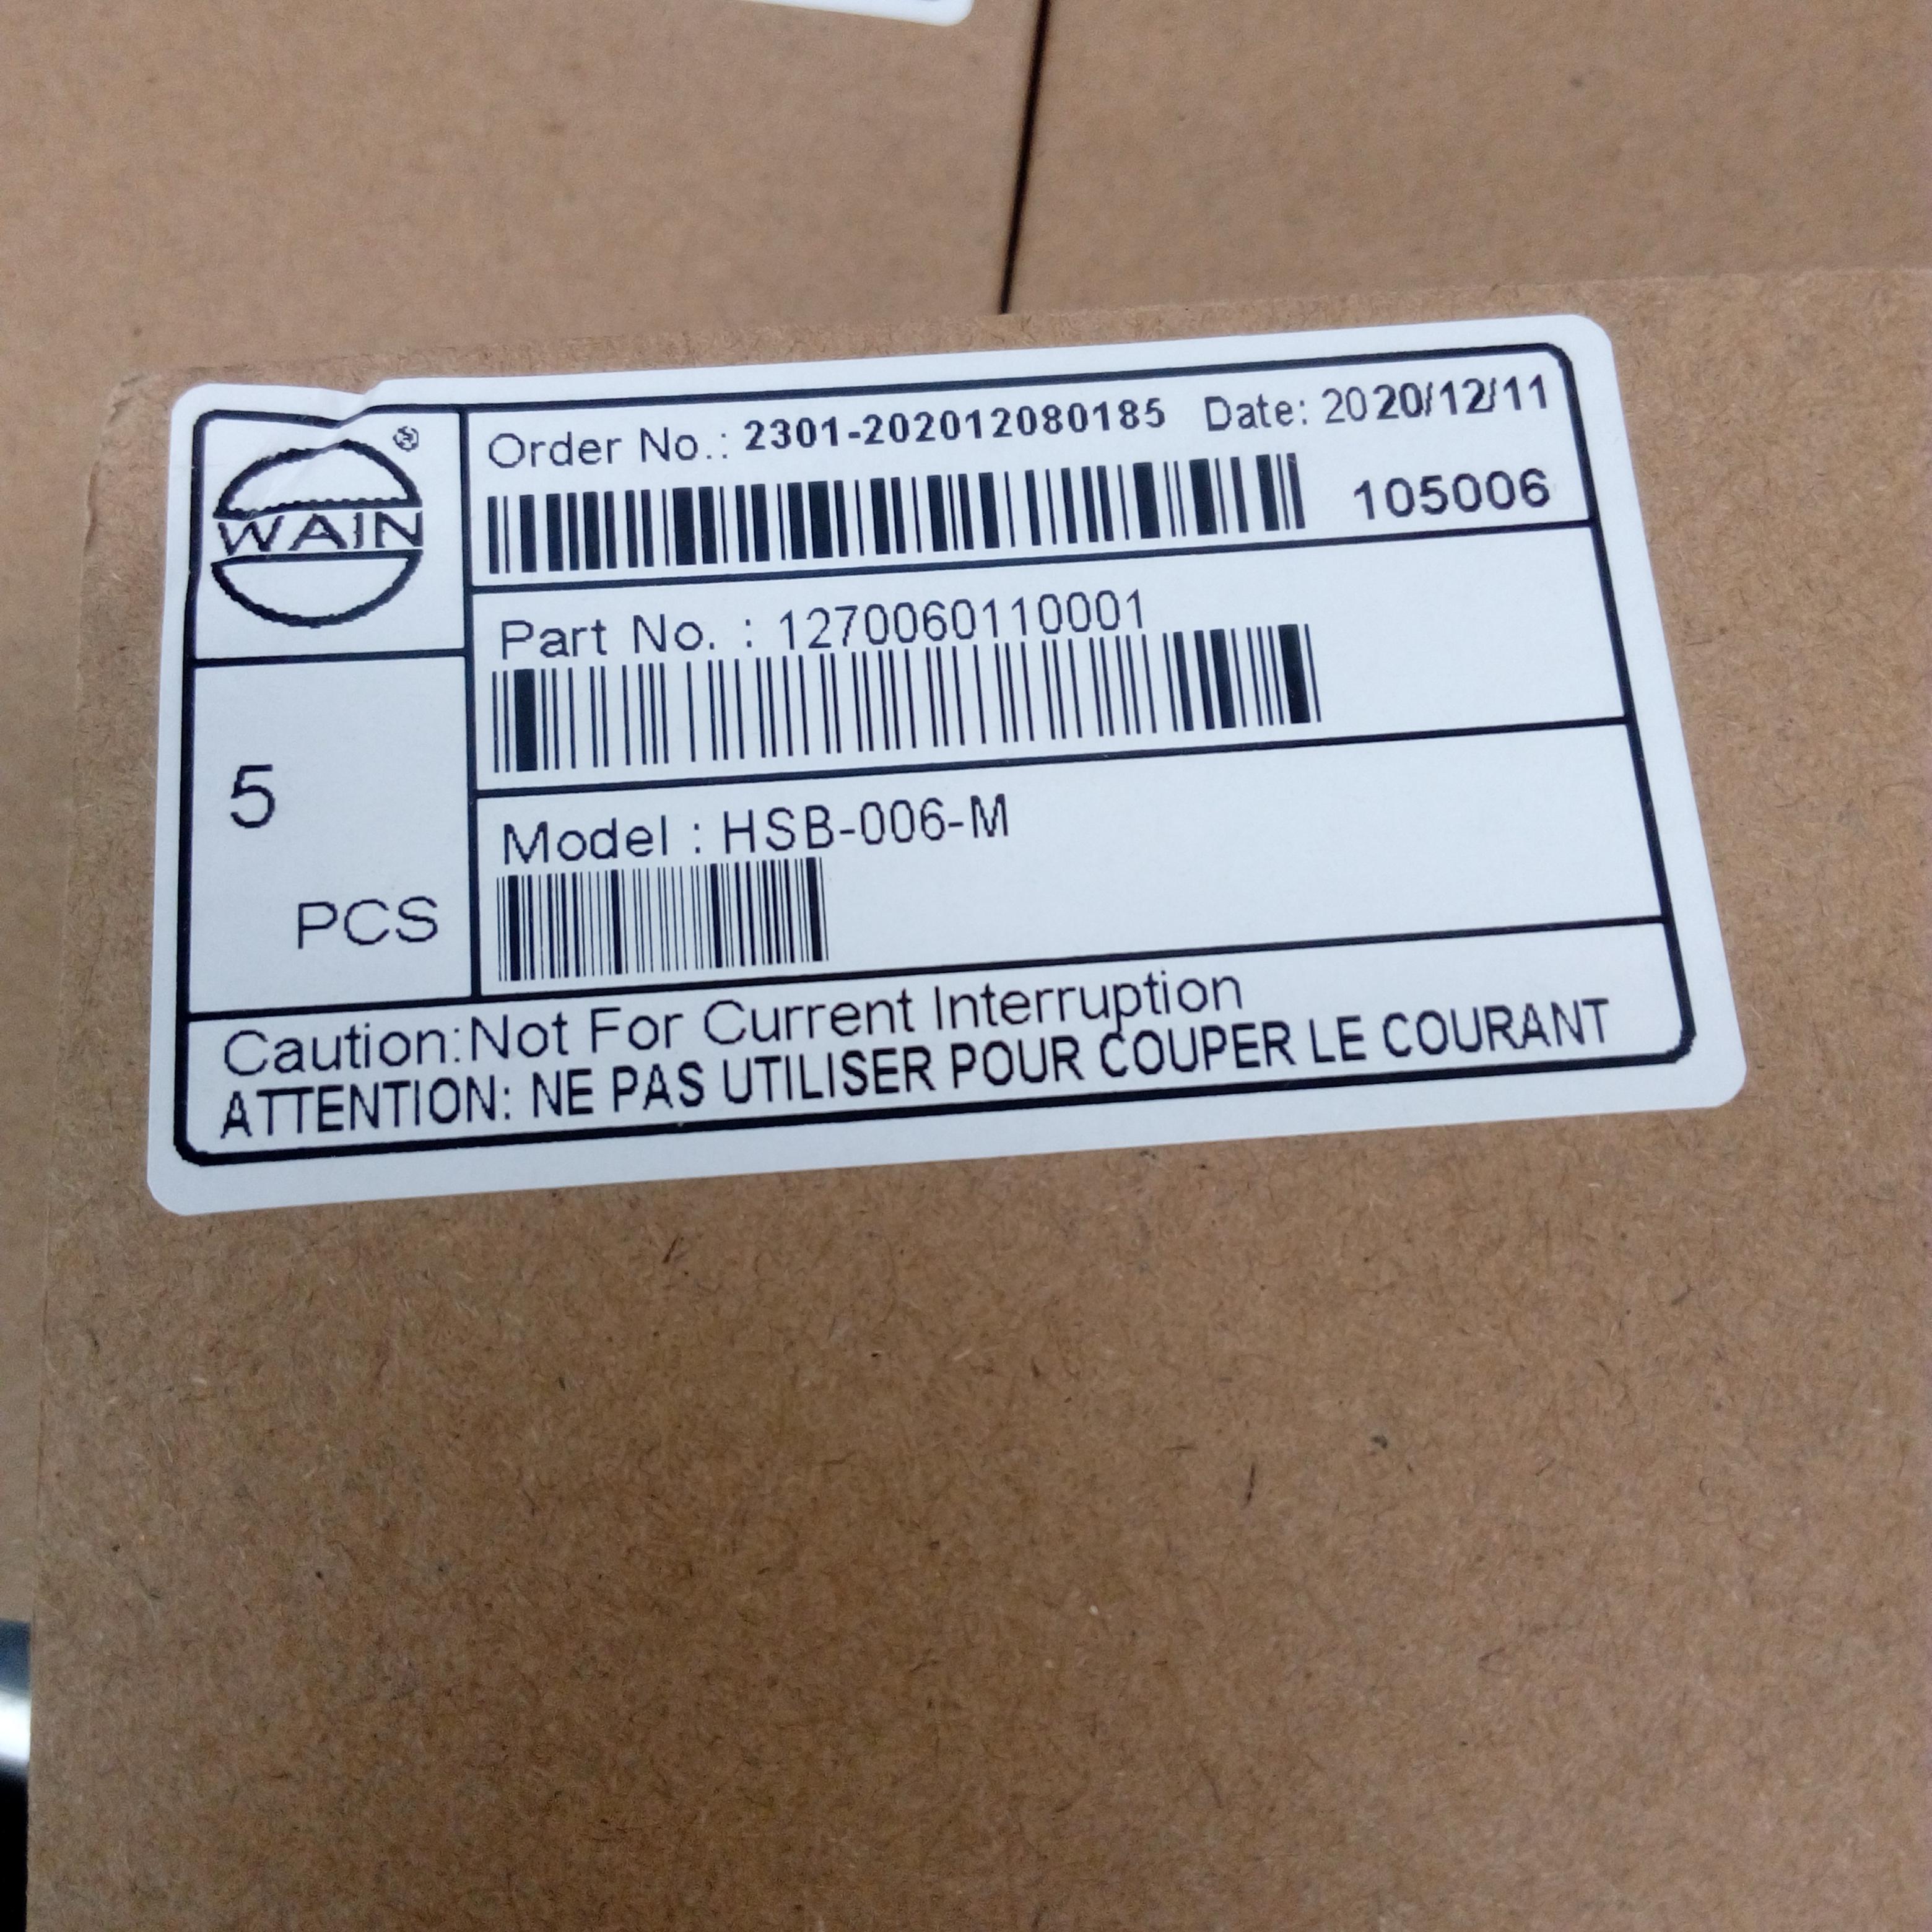 WAIN ®
Order No.: 2301-202012080185 Date: 2020/12/11
105006
Part No. : 1270060110001
5
PCS
Model : HSB-006-M
Caution:Not For Current Interruption
ATTENTION: NE PAS UTILISER POUR COUPER LE COURANT